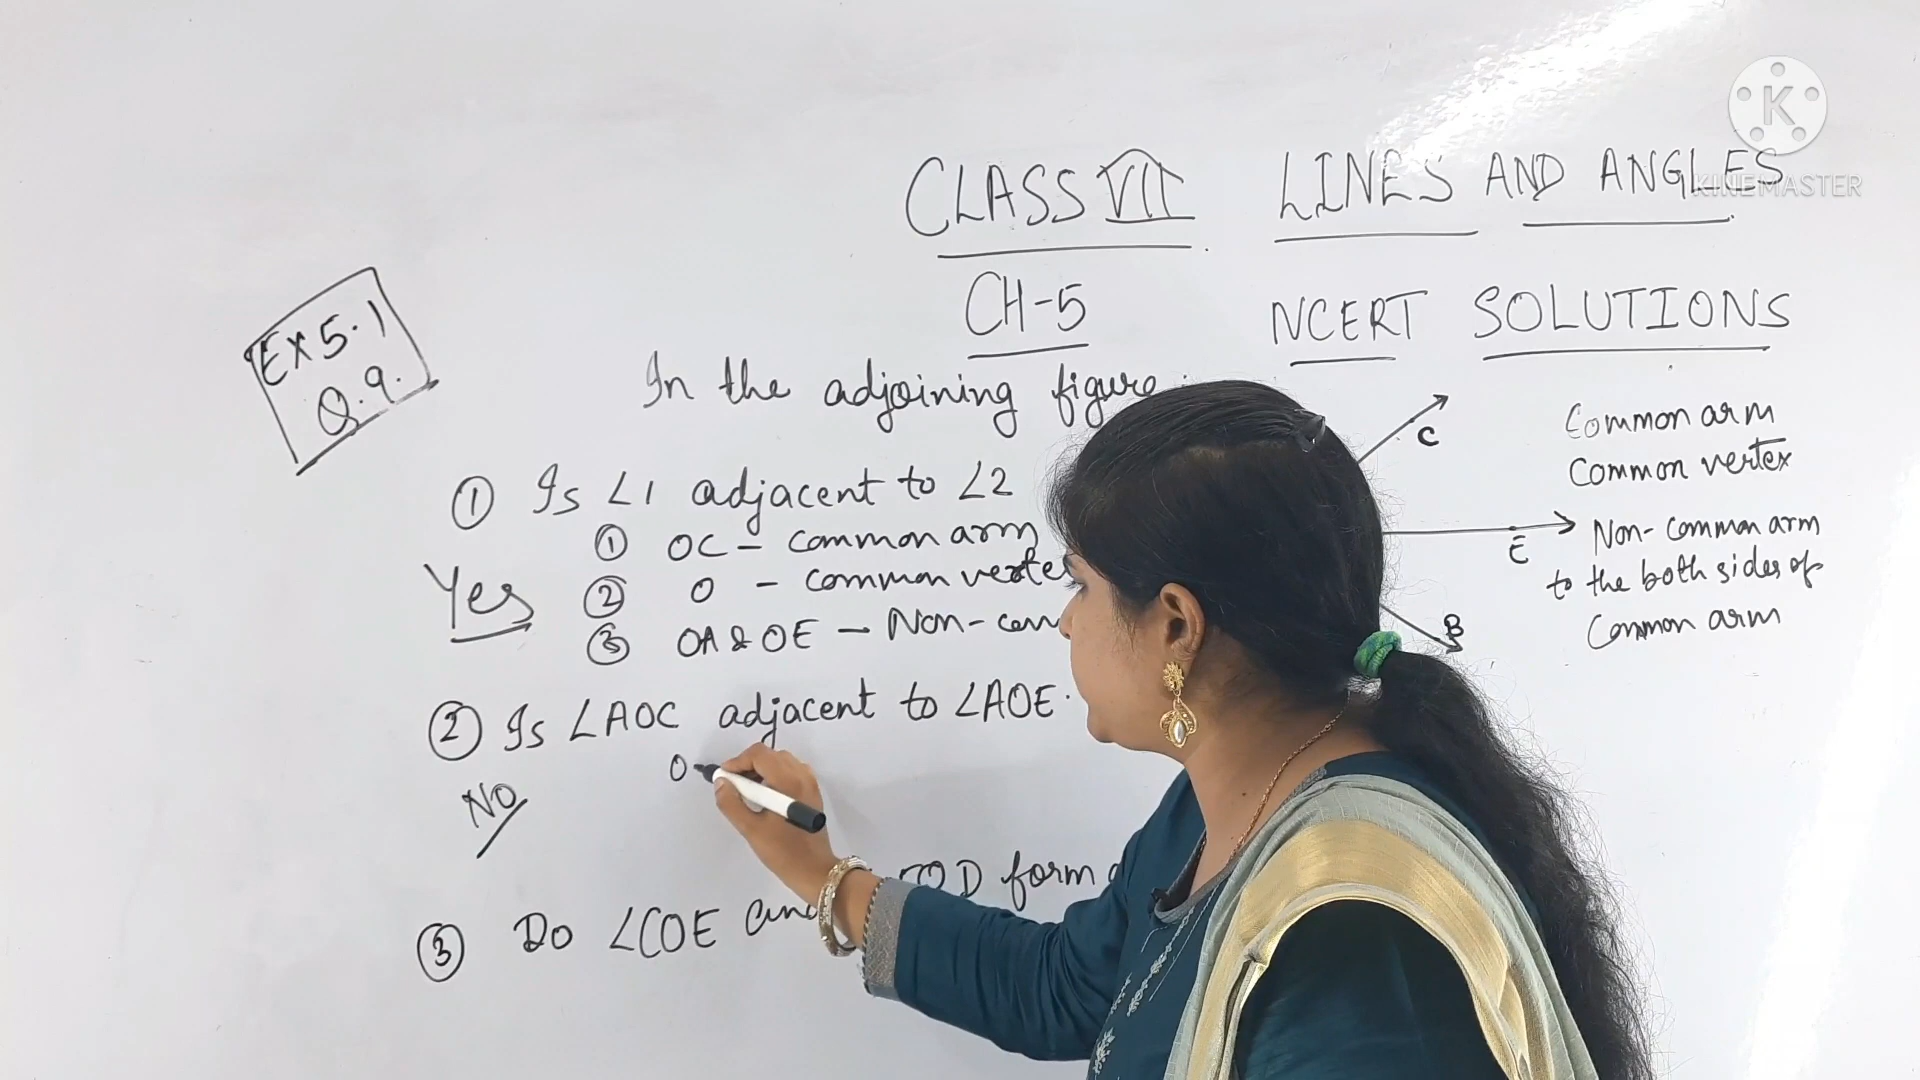 CLASS VII LINES AND ANGLES
K
KINEMASTER
CH-5 NCERT SOLUTIONS
EX 5.1
Q.9.
In the adjoining figure.
① Is ∠1 adjacent to ∠2
① OC - common arm
② O - common
③ OA & OE - Non-
Yes
② Is ∠AOC adjacent to ∠AOE.
NO
O
③ Do ∠COE and form
C
E
B
Common arm
Common vertex
Non-common arm
to the both sides of
Common arm